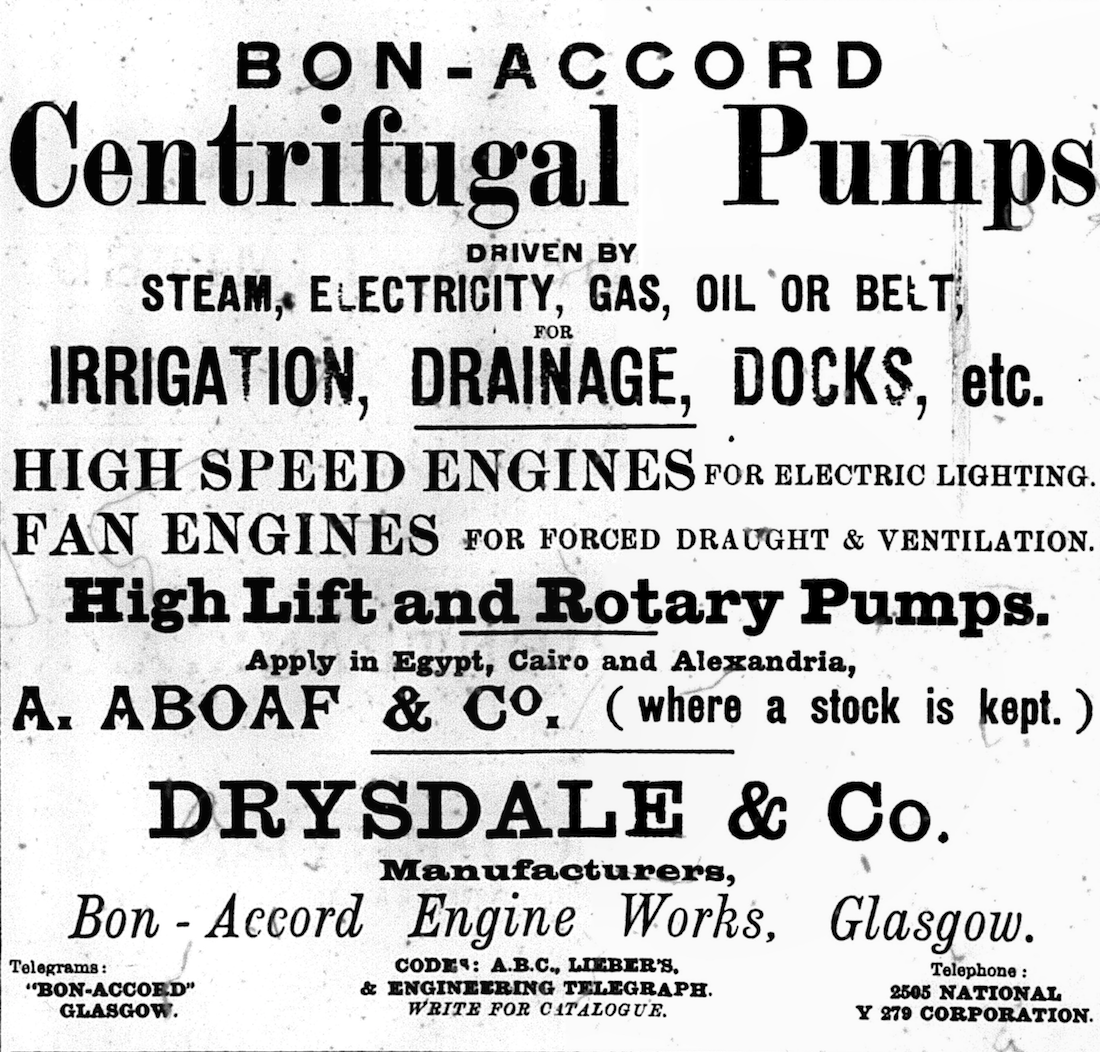 BON-ACCORD
Centrifugal Pumps
DRIVEN BY
STEAM, ELECTRICITY, GAS, OIL OR BELT,
FOR
IRRIGATION, DRAINAGE, DOCKS, etc.
HIGH SPEED ENGINES FOR ELECTRIC LIGHTING.
FAN ENGINES FOR FORCED DRAUGHT & VENTILATION.
High Lift and Rotary Pumps.
Apply in Egypt, Cairo and Alexandria,
A. ABOAF & Co. (where a stock is kept.)
DRYSDALE & Co.
Manufacturers,
Bon-Accord Engine Works, Glasgow.
Telegrams:
"BON-ACCORD"
GLASGOW.
CODES: A.B.C., LIEBER'S,
& ENGINEERING TELEGRAPH.
WRITE FOR CATALOGUE.
Telephone:
2505 NATIONAL
Y 279 CORPORATION.